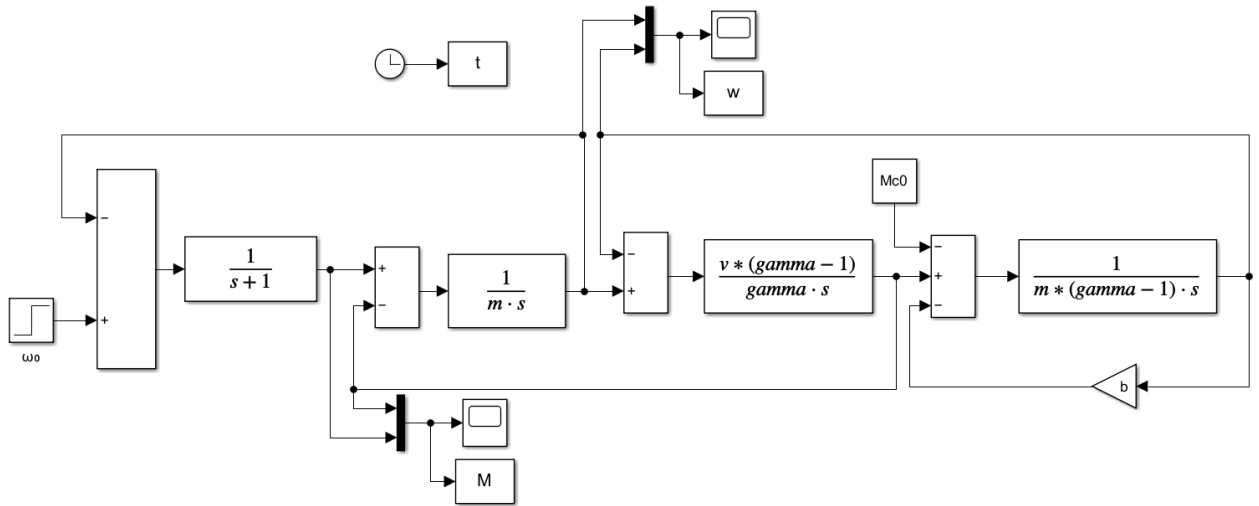 t
w
Mc0
−
+
1
s + 1
+
−
1
m · s
−
+
v * (gamma − 1)
gamma · s
−
+
−
1
m * (gamma − 1) · s
ω₀
b
M